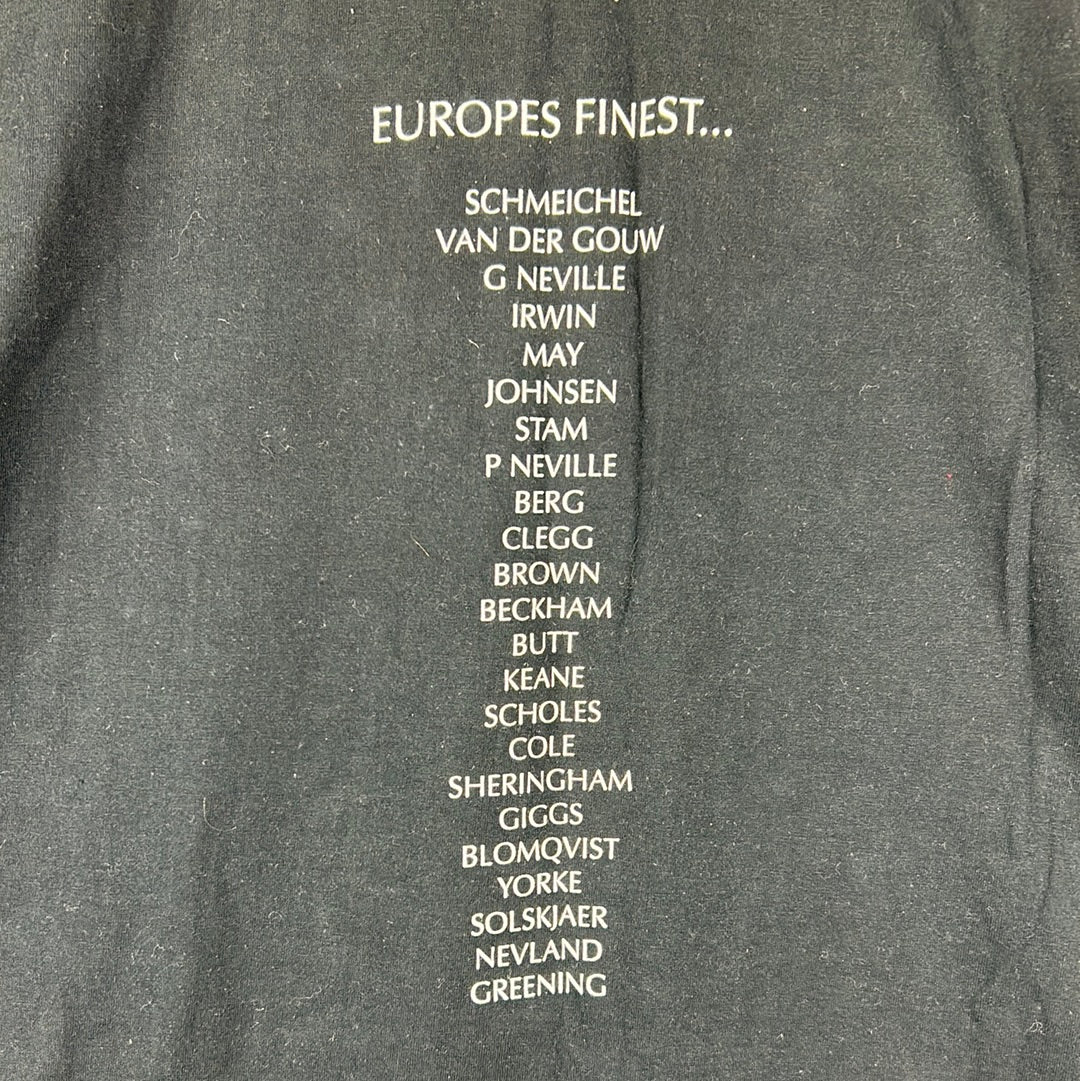 EUROPES FINEST...
SCHMEICHEL
VAN DER GOUW
G NEVILLE
IRWIN
MAY
JOHNSEN
STAM
P NEVILLE
BERG
CLEGG
BROWN
BECKHAM
BUTT
KEANE
SCHOLES
COLE
SHERINGHAM
GIGGS
BLOMQVIST
YORKE
SOLSKJAER
NEVLAND
GREENING